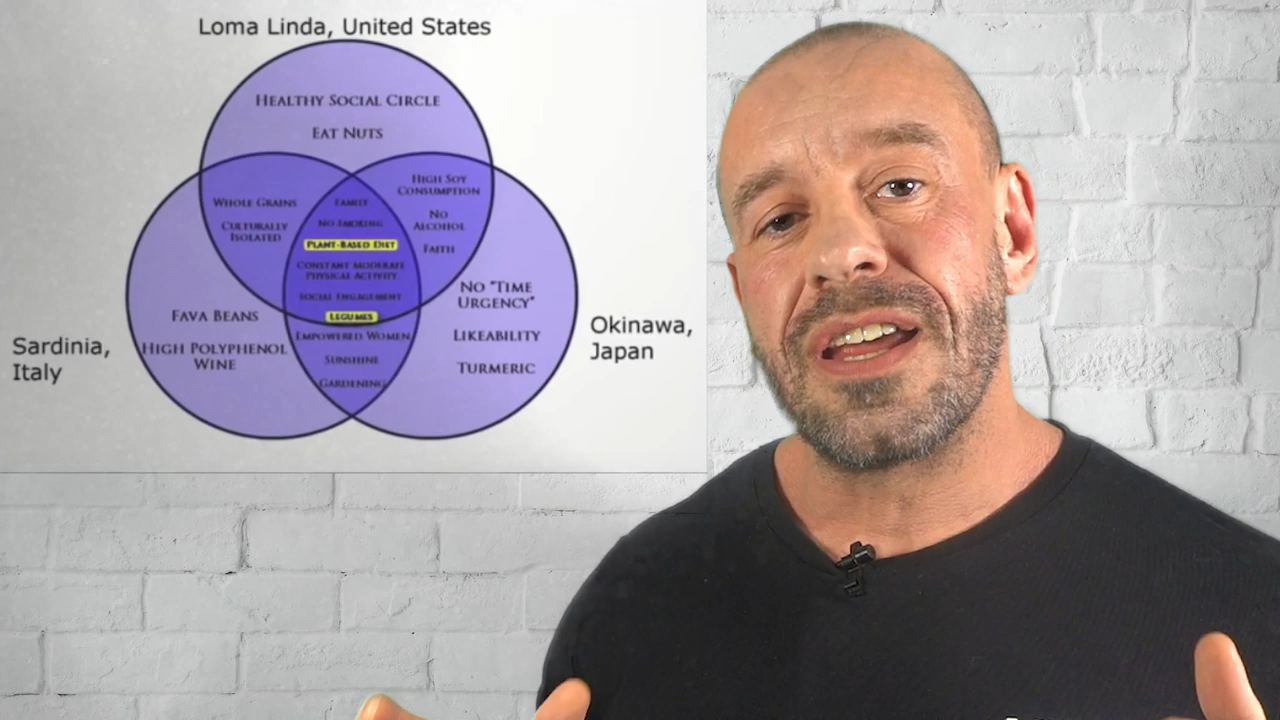 Loma Linda, United States
HEALTHY SOCIAL CIRCLE
EAT NUTS
WHOLE GRAINS
CULTURALLY
ISOLATED
FAMILY
NO SMOKING
PLANT-BASED DIET
CONSTANT MODERATE
PHYSICAL ACTIVITY
SOCIAL ENGAGEMENT
LEGUMES
HIGH SOY
CONSUMPTION
NO
ALCOHOL
FAITH
FAVA BEANS
HIGH POLYPHENOL
WINE
EMPOWERED WOMEN
SUNSHINE
GARDENING
NO "TIME
URGENCY"
LIKEABILITY
TURMERIC
Sardinia,
Italy
Okinawa,
Japan